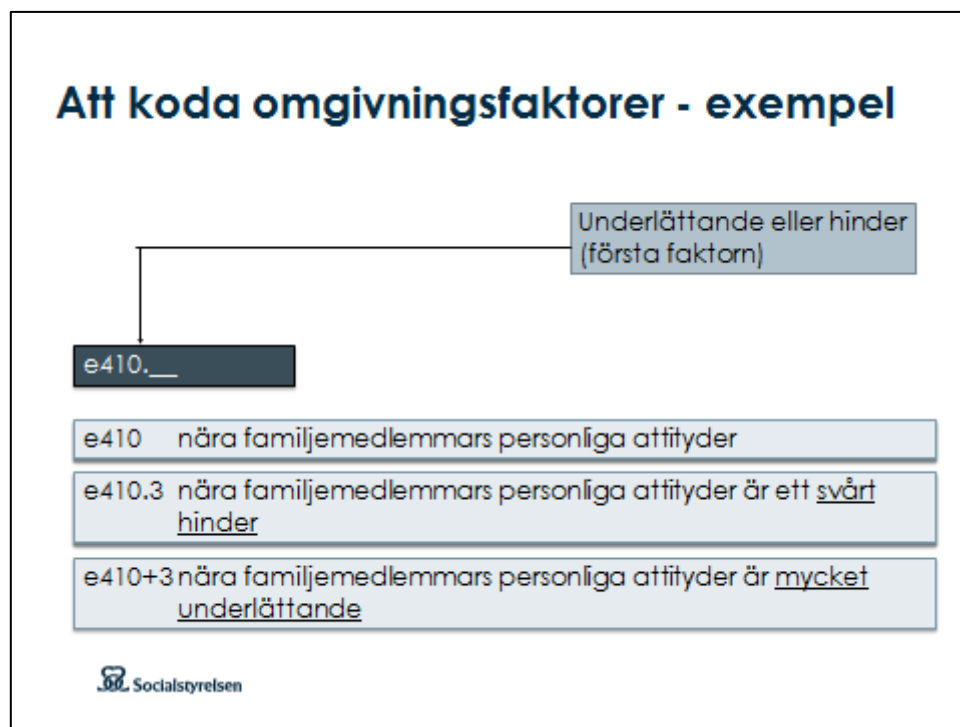 Att koda omgivningsfaktorer - exempel
Underlättande eller hinder
(första faktorn)
e410.__
e410 nära familjemedlemmars personliga attityder
e410.3 nära familjemedlemmars personliga attityder är ett svårt
hinder
e410+3 nära familjemedlemmars personliga attityder är mycket
underlättande
Socialstyrelsen